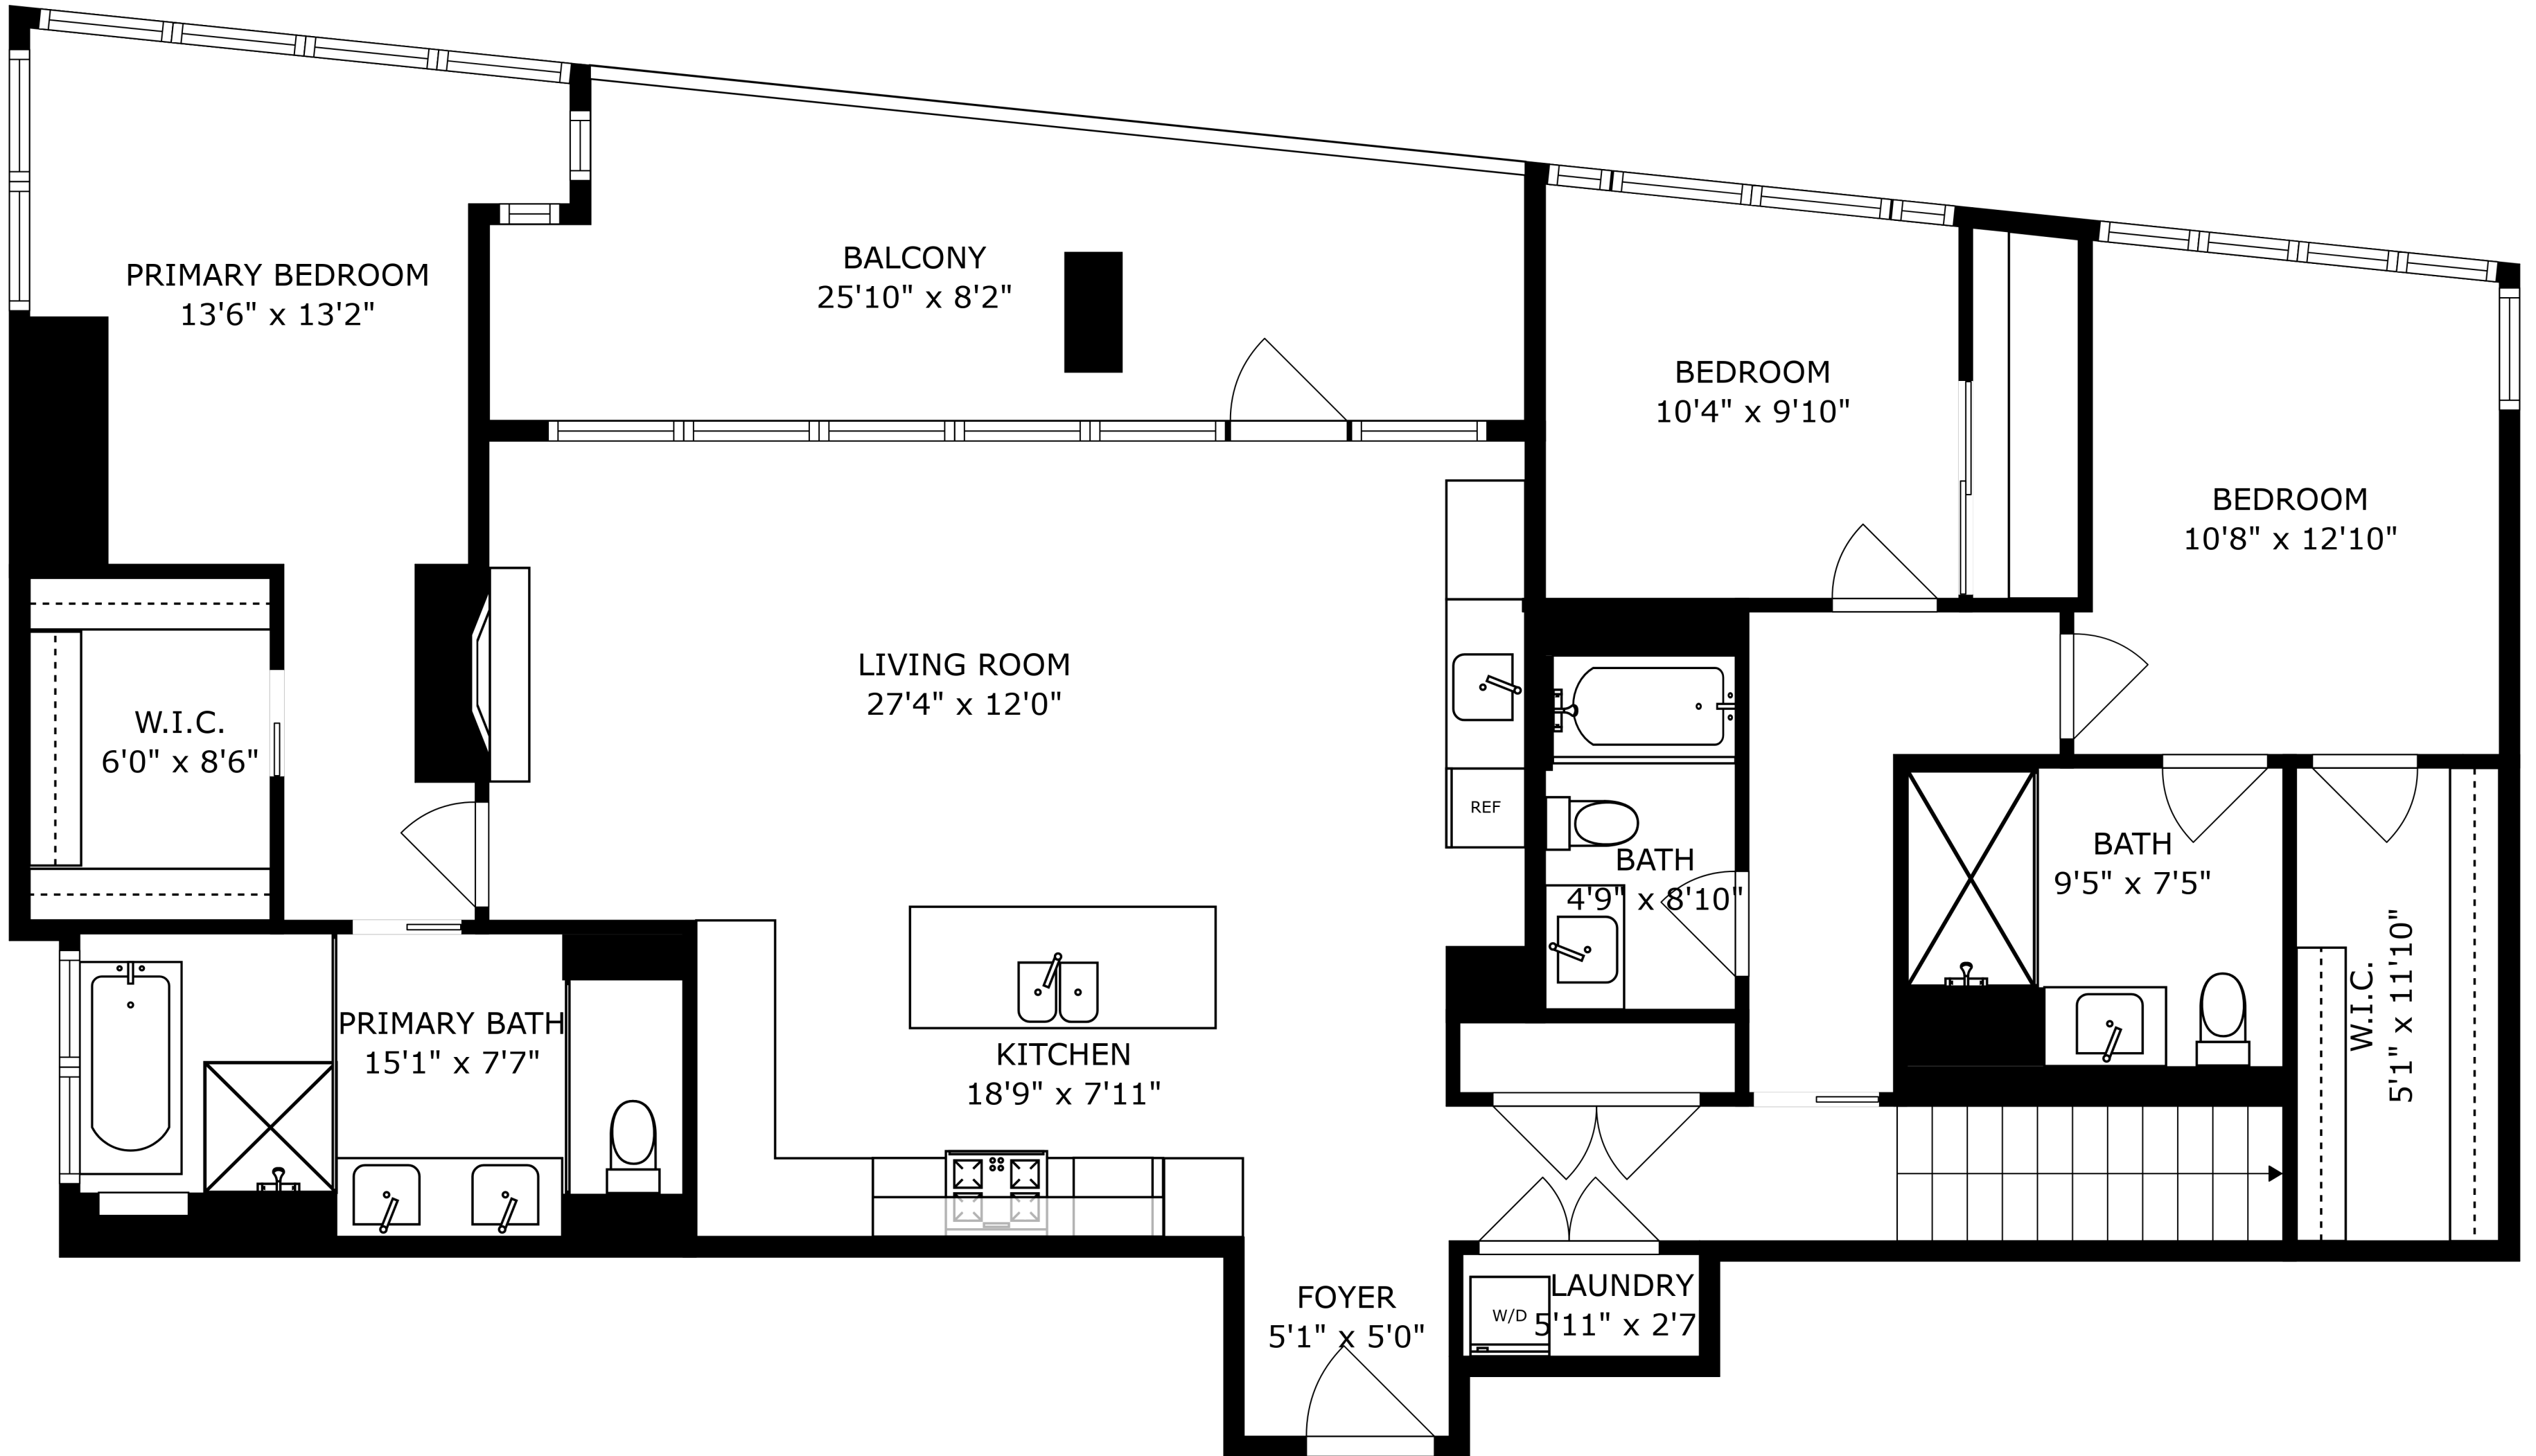 PRIMARY BEDROOM
13'6" x 13'2"
BALCONY
25'10" x 8'2"
BEDROOM
10'4" x 9'10"
BEDROOM
10'8" x 12'10"
W.I.C.
6'0" x 8'6"
LIVING ROOM
27'4" x 12'0"
REF
BATH
4'9" x 8'10"
BATH
9'5" x 7'5"
W.I.C.
5'1" x 11'10"
PRIMARY BATH
15'1" x 7'7"
KITCHEN
18'9" x 7'11"
FOYER
5'1" x 5'0"
LAUNDRY
5'11" x 2'7
W/D